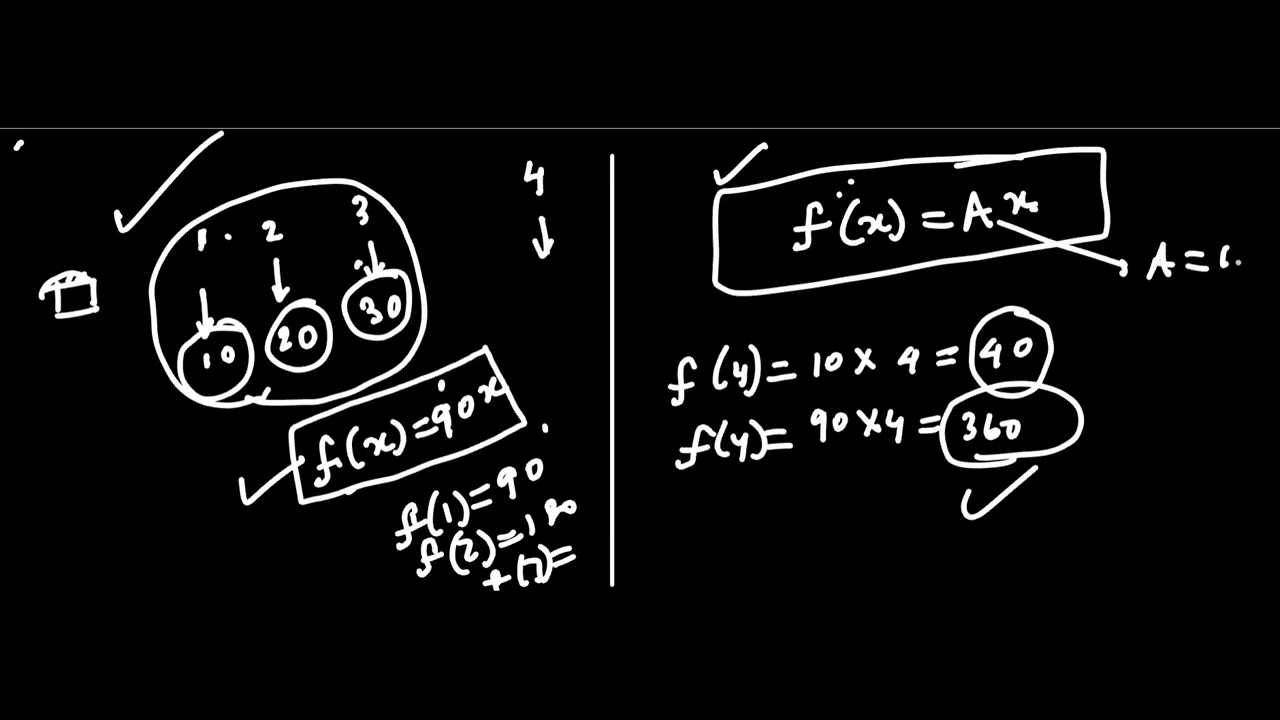 1 2 3
10 20 30
4
f(x)=90x
f(1)=90
f(2)=180
f(x)=Ax
f(4)=10×4=40
f(4)=90×4=360